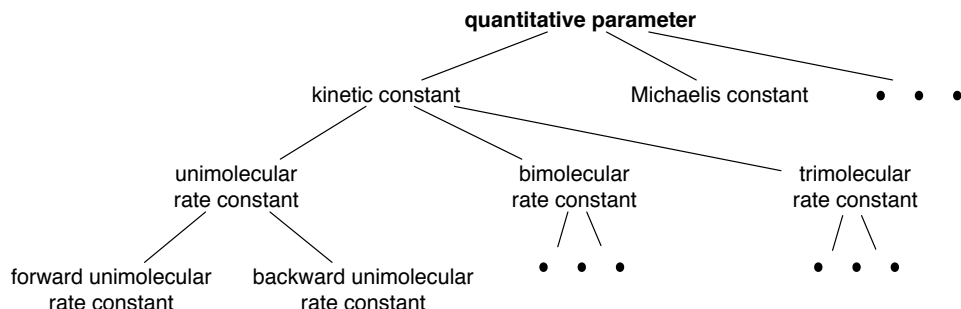 quantitative parameter
kinetic constant
Michaelis constant
• • •
unimolecular
rate constant
bimolecular
rate constant
trimolecular
rate constant
forward unimolecular
rate constant
backward unimolecular
rate constant
• • •
• • •